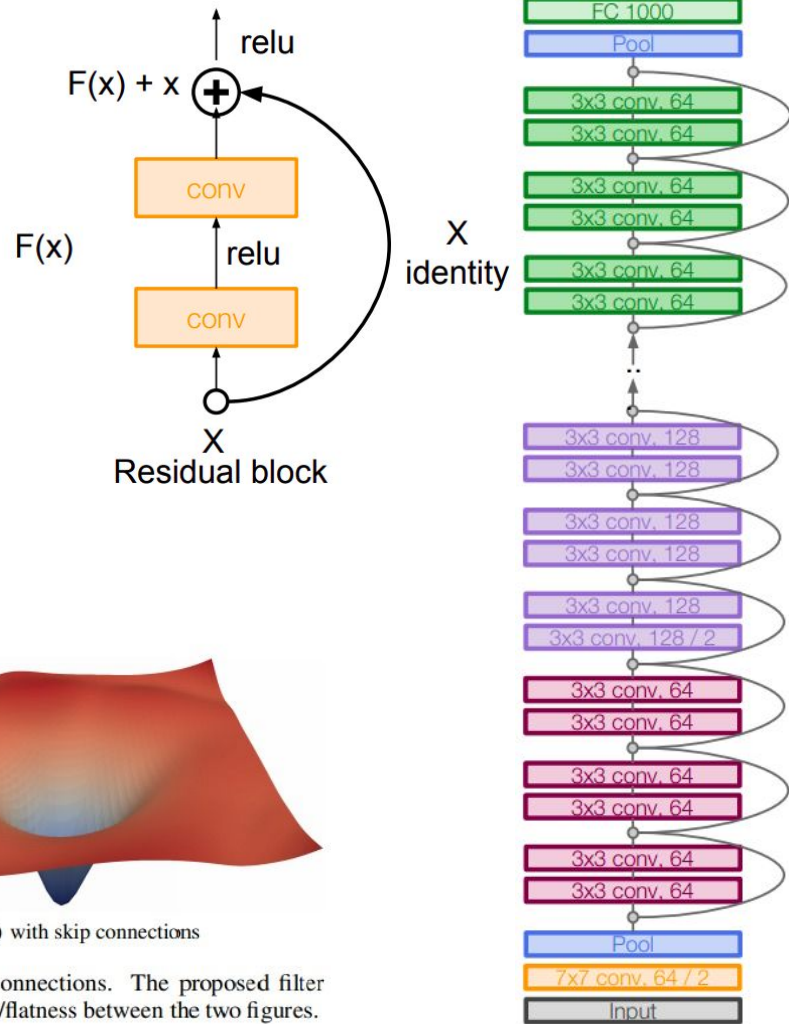 relu
F(x) + x
conv
F(x)
relu
X
identity
conv
X
Residual block
) with skip connections
onnections. The proposed filter
/flatness between the two figures.
FC 1000
Pool
3x3 conv, 64
3x3 conv, 64
3x3 conv, 64
3x3 conv, 64
3x3 conv, 64
3x3 conv, 64
..
3x3 conv, 128
3x3 conv, 128
3x3 conv, 128
3x3 conv, 128
3x3 conv, 128
3x3 conv, 128 / 2
3x3 conv, 64
3x3 conv, 64
3x3 conv, 64
3x3 conv, 64
3x3 conv, 64
3x3 conv, 64
Pool
7x7 conv, 64 / 2
Input